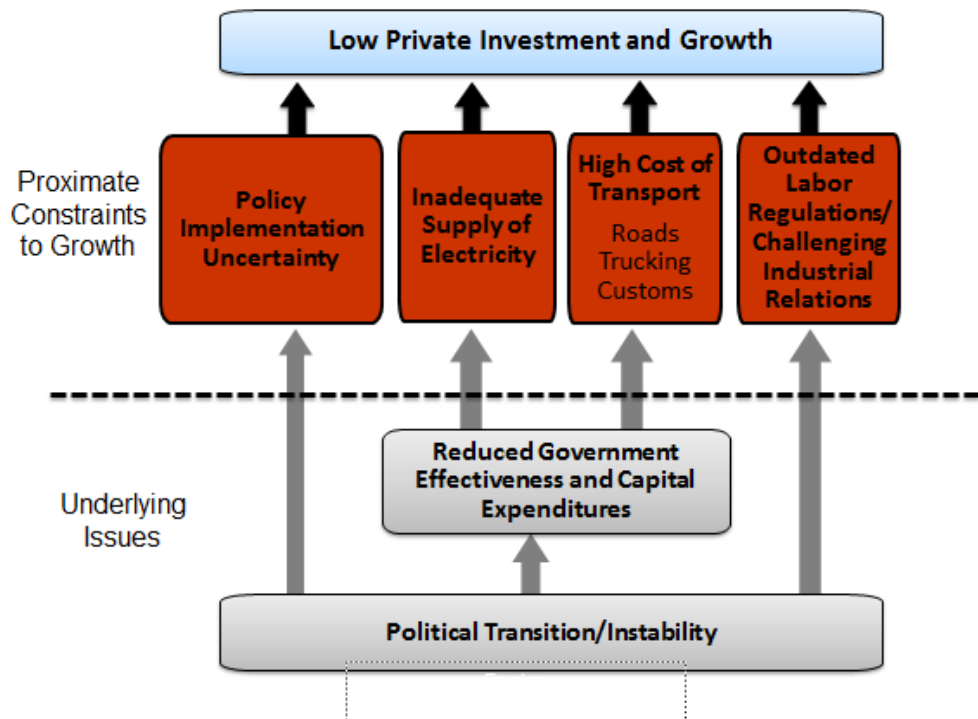 Low Private Investment and Growth
Proximate
Constraints
to Growth
Policy
Implementation
Uncertainty
Inadequate
Supply of
Electricity
High Cost of
Transport
Roads
Trucking
Customs
Outdated
Labor
Regulations/
Challenging
Industrial
Relations
Underlying
Issues
Reduced Government
Effectiveness and Capital
Expenditures
Political Transition/Instability